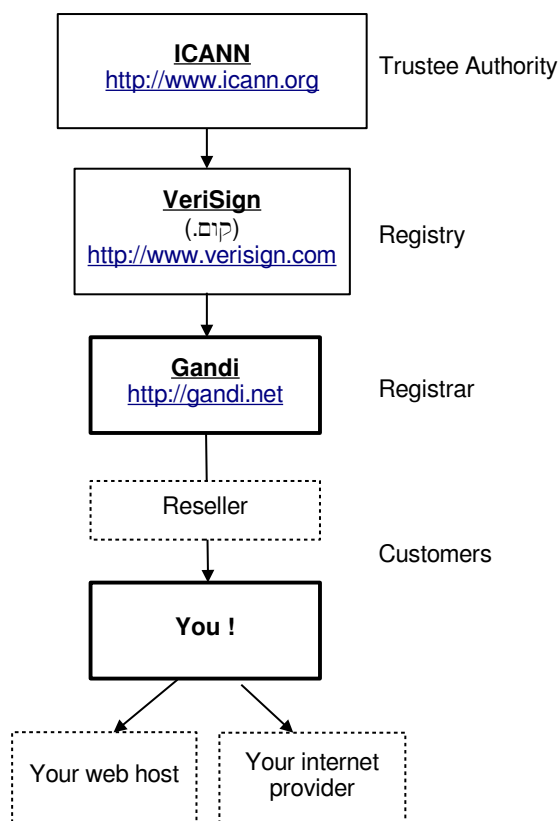 ICANN
http://www.icann.org
Trustee Authority
VeriSign
(.קום)
http://www.verisign.com
Registry
Gandi
http://gandi.net
Registrar
Reseller
Customers
You !
Your web host
Your internet
provider